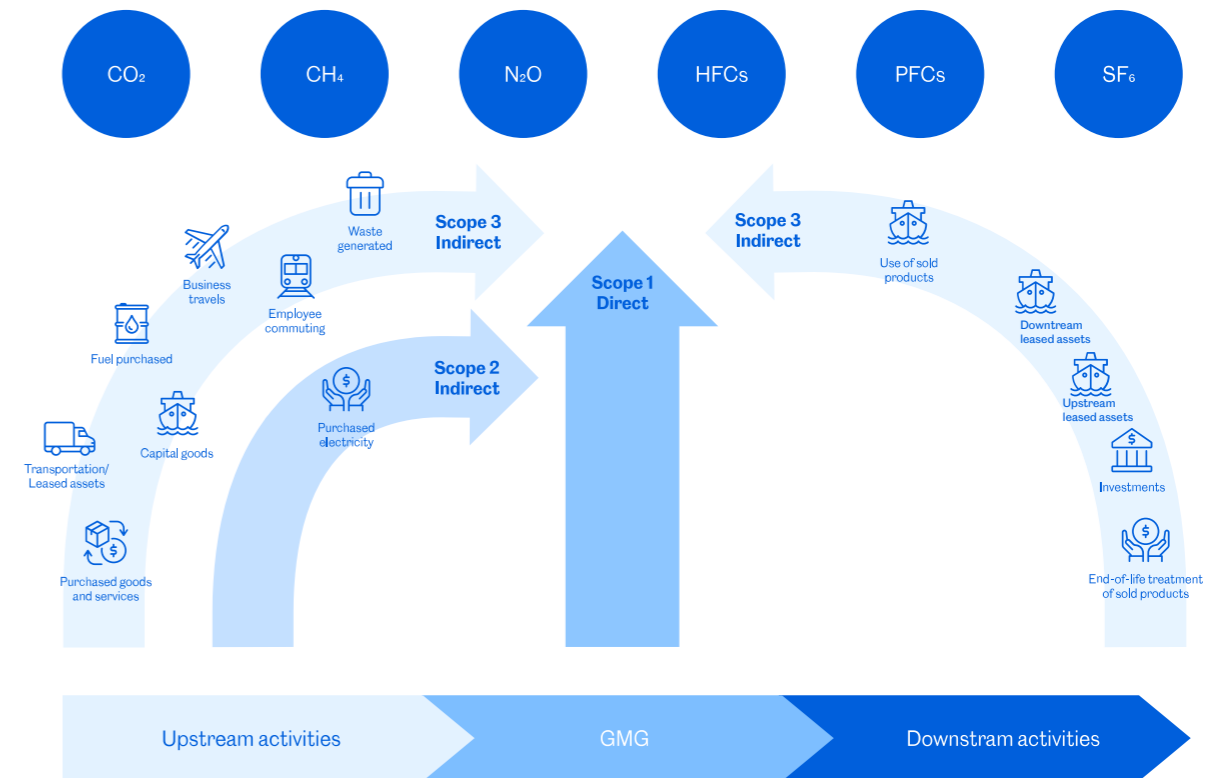 CO₂
CH₄
N₂O
HFCs
PFCs
SF₆
Waste
generated
Scope 3
Indirect
Business
travels
Employee
commuting
Fuel purchased
Scope 2
Indirect
Purchased
electricity
Capital goods
Transportation/
Leased assets
Purchased goods
and services
Scope 1
Direct
Scope 3
Indirect
Use of sold
products
Downtream
leased assets
Upstream
leased assets
Investments
End-of-life treatment
of sold products
$
$
$
$
Upstream activities
GMG
Downstram activities